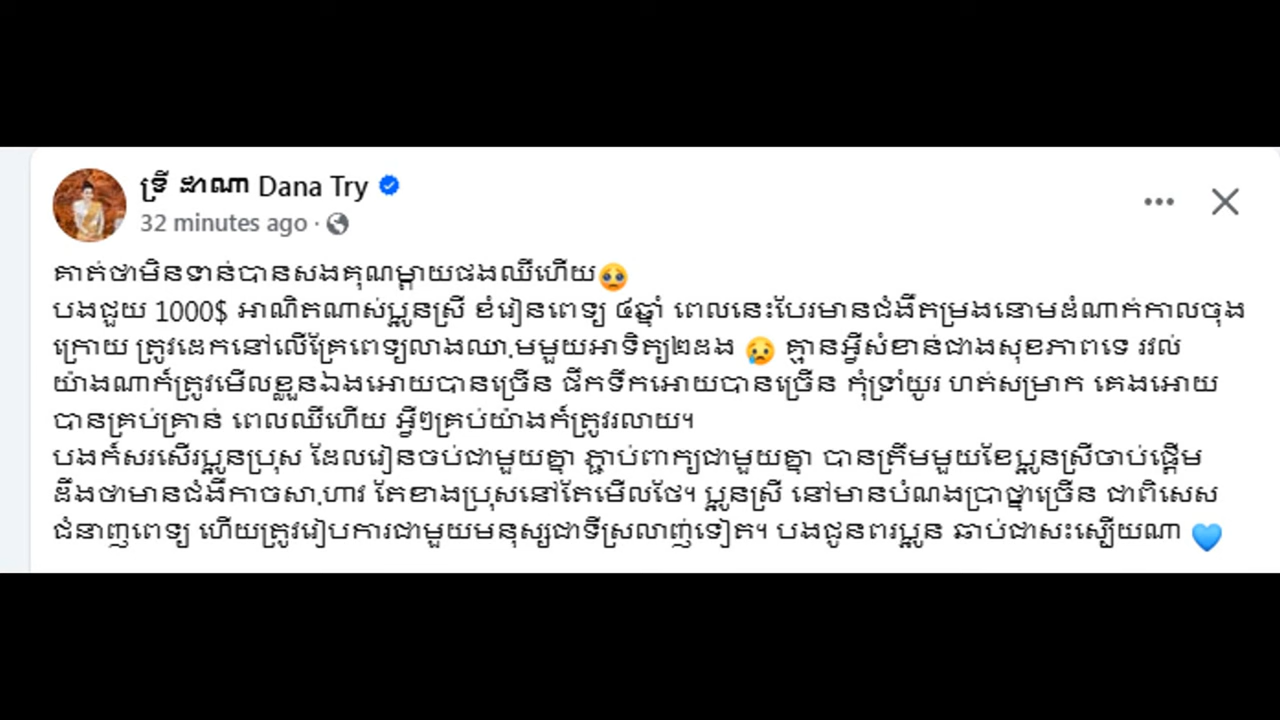 ទ្រី ដាណា Dana Try
32 minutes ago ·
គាត់ថាមិនទាន់បានសងគុណម្តាយផងឈឺហើយ🥹
បងជួយ 1000$ អាណិតណាស់ប្អូនស្រី ខំរៀនពេទ្យ ៤ឆ្នាំ ពេលនេះបែរមានជំងឺតម្រងនោមដំណាក់កាលចុង
ក្រោយ ត្រូវដេកនៅលើគ្រែពេទ្យលាងឈា.មមួយអាទិត្យ២ដង 😢 គ្មានអ្វីសំខាន់ជាងសុខភាពទេ រវល់
យ៉ាងណាក៍ត្រូវមើលខ្លួនឯងអោយបានច្រើន ផឹកទឹកអោយបានច្រើន កុំទ្រាំយូរ ហត់សម្រាក គេងអោយ
បានគ្រប់គ្រាន់ ពេលឈឺហើយ អ្វីៗគ្រប់យ៉ាងក៍ត្រូវរលាយ។
បងក៍សរសើរប្អូនប្រុស ដែលរៀនចប់ជាមួយគ្នា ភ្ជាប់ពាក្យជាមួយគ្នា បានត្រឹមមួយខែប្អូនស្រីចាប់ផ្តើម
ដឹងថាមានជំងឺកាចសា.ហាវ តែខាងប្រុសនៅតែមើលថែ។ ប្អូនស្រី នៅមានបំណងប្រាថ្នាច្រើន ជាពិសេស
ជំនាញពេទ្យ ហើយត្រូវរៀបការជាមួយមនុស្សជាទីស្រលាញ់ទៀត។ បងជូនពរប្អូន ឆាប់ជាសះស្បើយណា 💙